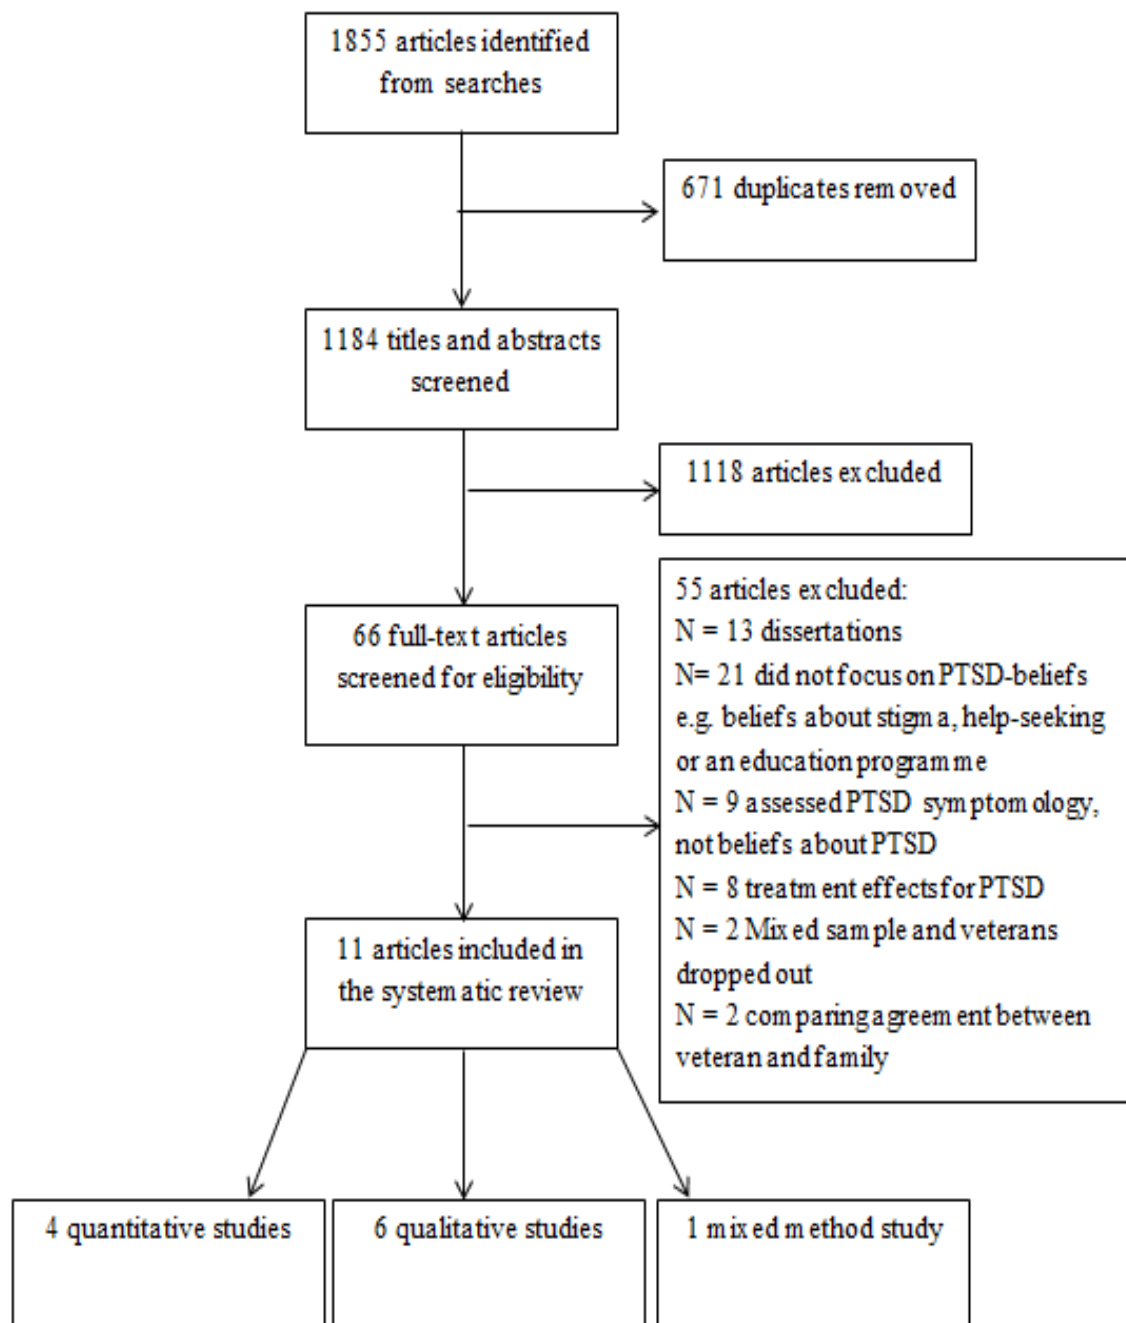 1855 articles identified
from searches
671 duplicates removed
1184 titles and abstracts
screened
1118 articles excluded
66 full-text articles
screened for eligibility
55 articles excluded:
N = 13 dissertations
N= 21 did not focus on PTSD-beliefs
e.g. beliefs about stigma, help-seeking
or an education programme
N = 9 assessed PTSD symptomology,
not beliefs about PTSD
N = 8 treatment effects for PTSD
N = 2 Mixed sample and veterans
dropped out
N = 2 comparing agreement between
veteran and family
11 articles included in
the systematic review
4 quantitative studies
6 qualitative studies
1 mixed method study